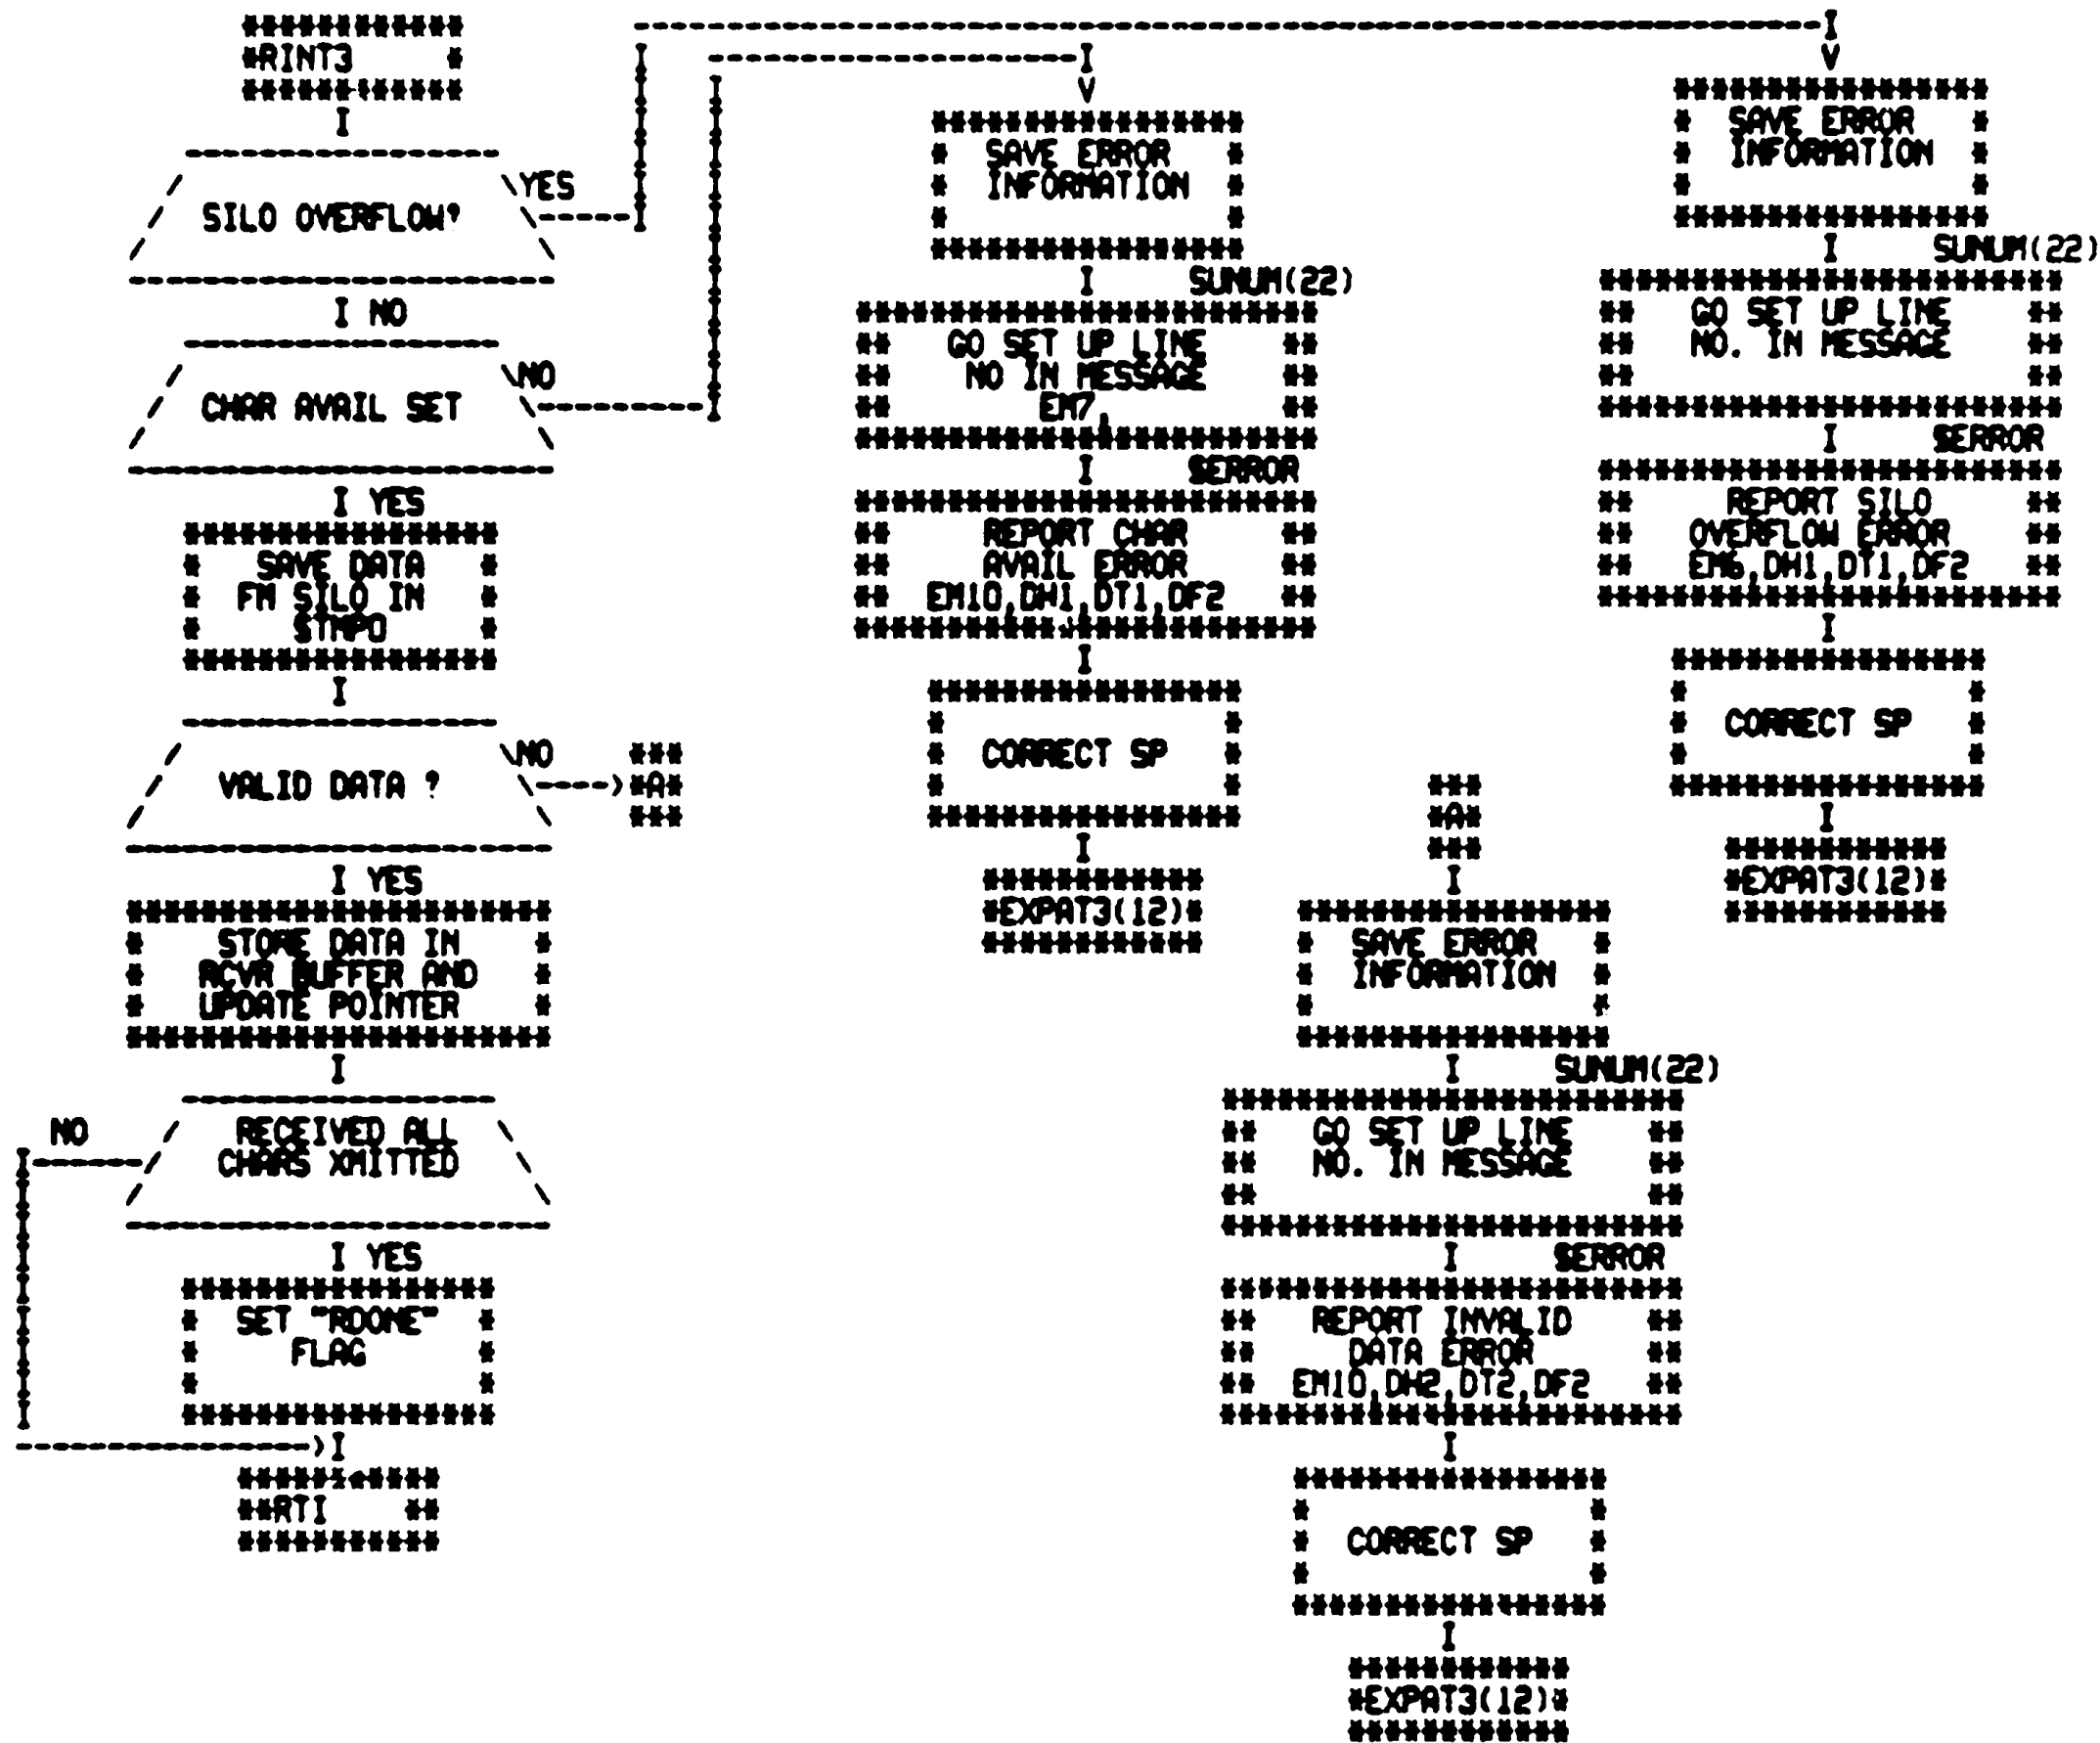 RINT3
SILO OVERFLOW?
YES
NO
CHAR AVAIL SET
NO
YES
SAVE DATA
FM SILO IN
$TMP0
VALID DATA ?
NO
A
YES
STORE DATA IN
RCVR BUFFER AND
UPDATE POINTER
RECEIVED ALL
CHARS XMITTED
NO
YES
SET "RDONE"
FLAG
RTI
SAVE ERROR
INFORMATION
SUNUM(22)
GO SET UP LINE
NO IN MESSAGE
EM7,
$ERROR
REPORT CHAR
AVAIL ERROR
EM10,DH1,DT1,DF2
CORRECT SP
EXPAT3(12)
A
SAVE ERROR
INFORMATION
SUNUM(22)
GO SET UP LINE
NO. IN MESSAGE
$ERROR
REPORT INVALID
DATA ERROR
EM10,DH2,DT2,DF2
CORRECT SP
EXPAT3(12)
SAVE ERROR
INFORMATION
SUNUM(22)
GO SET UP LINE
NO. IN MESSAGE
$ERROR
REPORT SILO
OVERFLOW ERROR
EM6,DH1,DT1,DF2
CORRECT SP
EXPAT3(12)